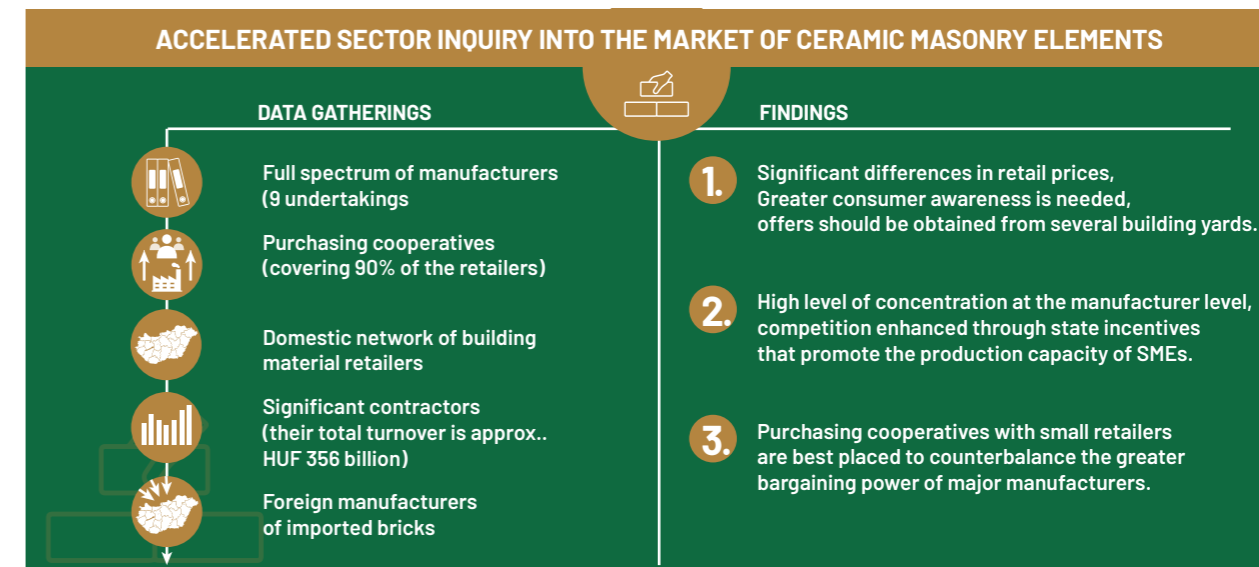 ACCELERATED SECTOR INQUIRY INTO THE MARKET OF CERAMIC MASONRY ELEMENTS
DATA GATHERINGS
Full spectrum of manufacturers
(9 undertakings
Purchasing cooperatives
(covering 90% of the retailers)
Domestic network of building
material retailers
Significant contractors
(their total turnover is approx..
HUF 356 billion)
Foreign manufacturers
of imported bricks
FINDINGS
1.
Significant differences in retail prices,
Greater consumer awareness is needed,
offers should be obtained from several building yards.
2.
High level of concentration at the manufacturer level,
competition enhanced through state incentives
that promote the production capacity of SMEs.
3.
Purchasing cooperatives with small retailers
are best placed to counterbalance the greater
bargaining power of major manufacturers.